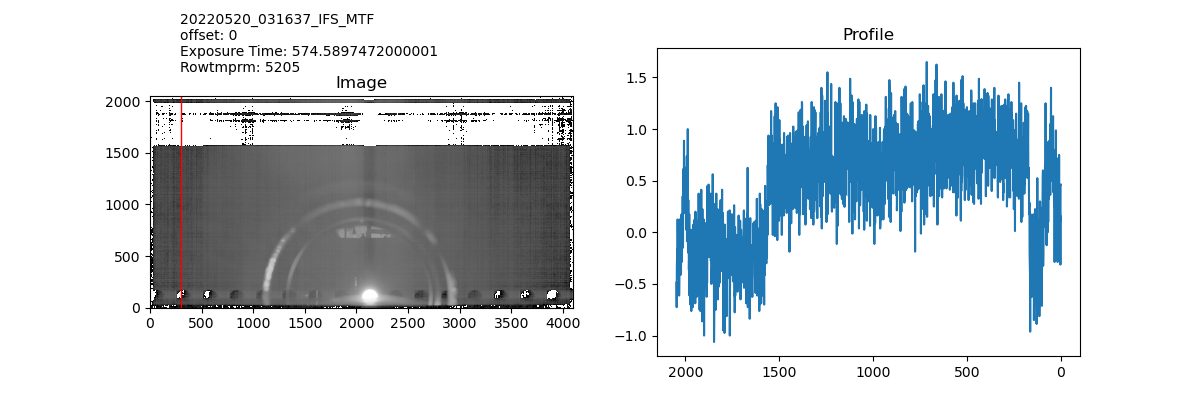 20220520_031637_IFS_MTF
offset: 0
Exposure Time: 574.5897472000001
Rowtmprm: 5205
Image
2000
1500
1000
500
0
0 500 1000 1500 2000 2500 3000 3500 4000
Profile
1.5
1.0
0.5
0.0
−0.5
−1.0
2000 1500 1000 500 0